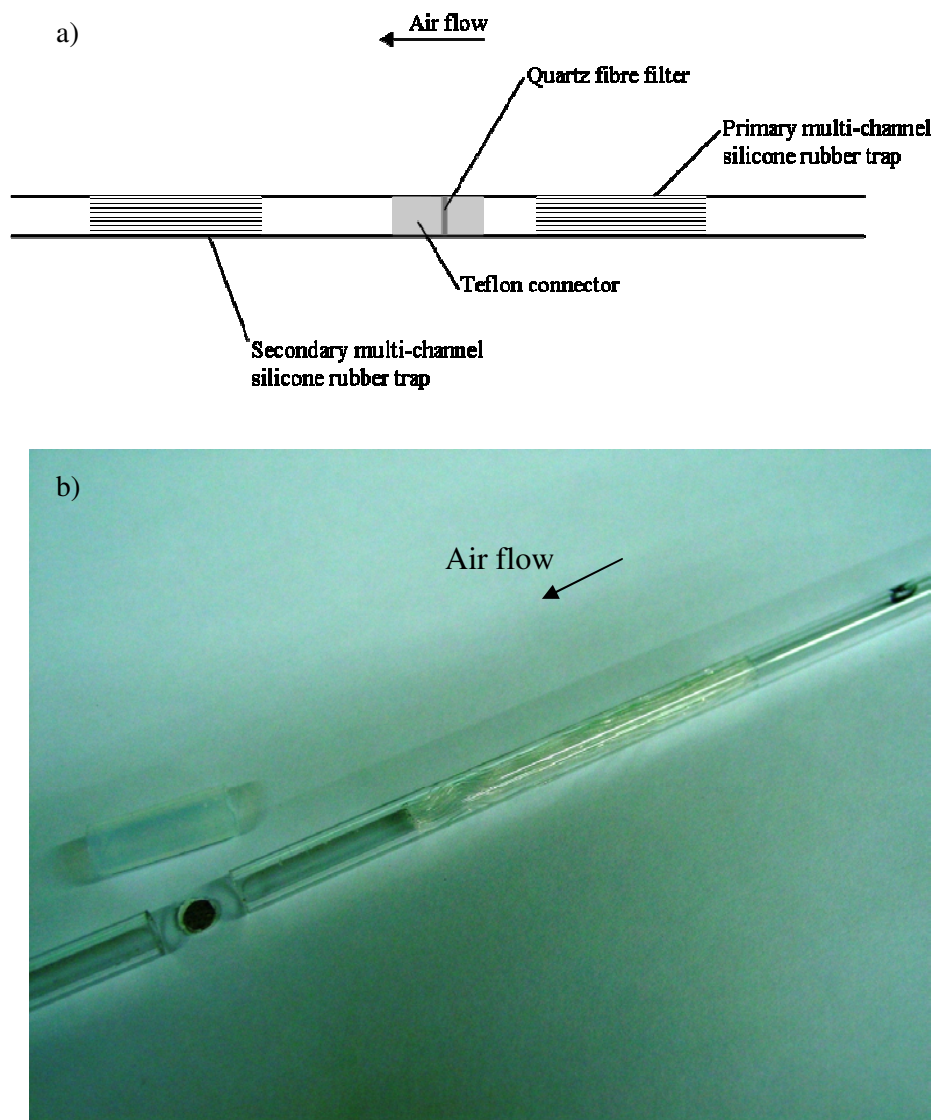 a)
Air flow
Quartz fibre filter
Primary multi-channel
silicone rubber trap
Teflon connector
Secondary multi-channel
silicone rubber trap
b)
Air flow